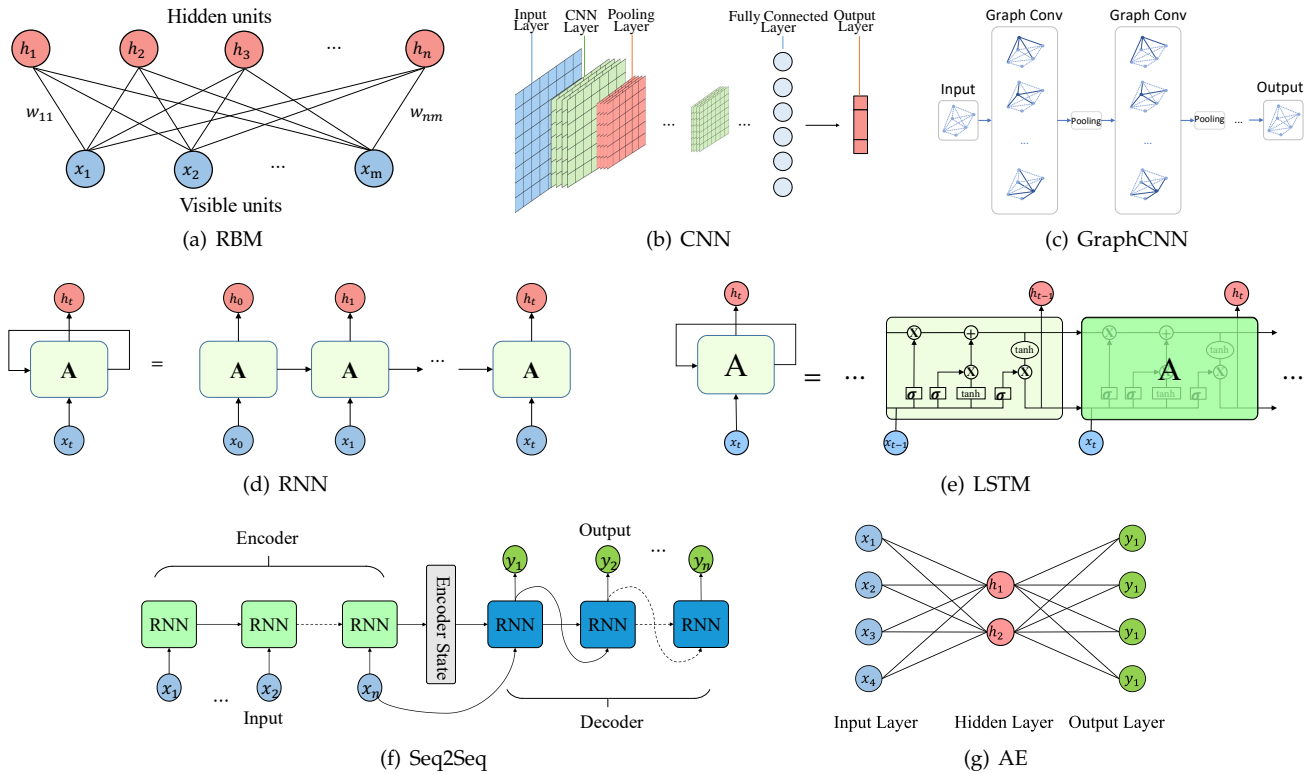 Hidden units
h₁ h₂ h₃ ... hₙ
w₁₁ wₙₘ
x₁ x₂ ... xₘ
Visible units
(a) RBM
Input Layer
CNN Layer
Pooling Layer
Fully Connected Layer
Output Layer
... ...
(b) CNN
Graph Conv Graph Conv
Input Output
Pooling Pooling ...
... ...
(c) GraphCNN
hₜ h₀ h₁ hₜ
A = A A ... A
xₜ x₀ x₁ xₜ
(d) RNN
hₜ hₜ₋₁ hₜ
X + X +
tanh tanh
A = ... X X A ...
σ σ tanh σ σ σ tanh σ
xₜ xₜ₋₁ xₜ
(e) LSTM
Encoder
Output
y₁ y₂ ... yₙ
RNN RNN RNN Encoder State RNN RNN RNN
x₁ ... x₂ xₙ
Input
Decoder
(f) Seq2Seq
x₁ y₁
x₂ h₁ y₁
x₃ h₂ y₁
x₄ y₁
Input Layer Hidden Layer Output Layer
(g) AE